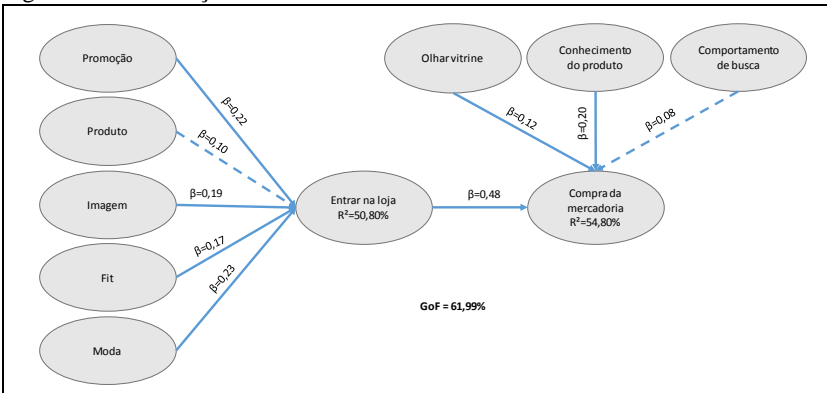 Promoção
Olhar vitrine
Conhecimento
do produto
Comportamento
de busca
β=0,22
Produto
β=0,10
β=0,12
β=0,20
β=0,08
Imagem
β=0,19
Entrar na loja
R²=50,80%
β=0,48
Compra da
mercadoria
R²=54,80%
Fit
β=0,17
β=0,23
GoF = 61,99%
Moda